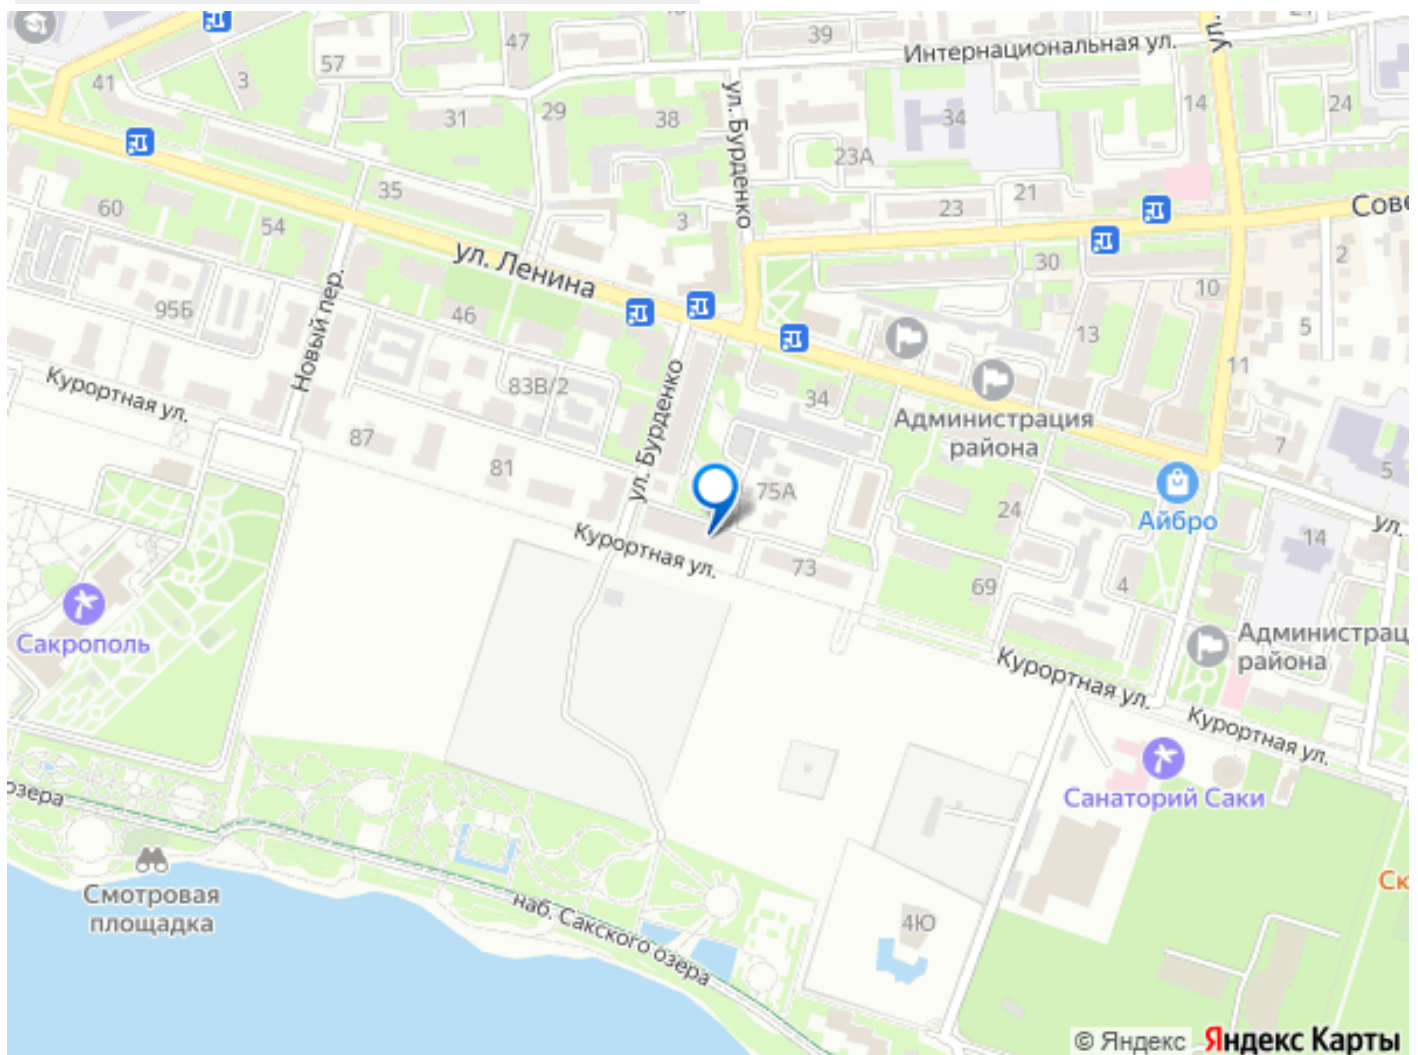 39
Интернациональная ул.
ул.
21
47
57
3
41
31
29
38
ул. Бурденко
34
14
24
23А
35
60
54
3
23
21
Сове
ул. Ленина
30
2
95Б
Новый пер.
46
10
13
5
11
Курортная ул.
83В/2
ул. Бурденко
34
Администрация
района
87
81
75А
7
5
24
Айбро
ул.
14
Курортная ул.
73
69
4
Сакрополь
Администрац
района
Курортная ул.
Курортная ул.
Санаторий Саки
озера
Смотровая
площадка
наб. Сакского озера
4Ю
Ск
© Яндекс
Яндекс Карты